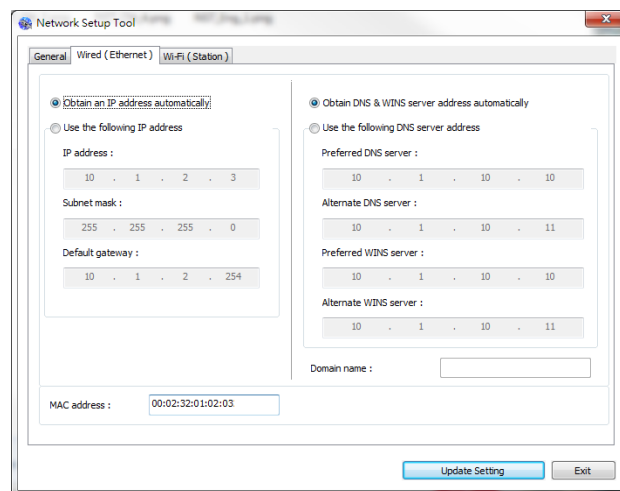 Network Setup Tool
General Wired ( Ethernet ) Wi-Fi ( Station )
Obtain an IP address automatically
Use the following IP address
IP address :
10 . 1 . 2 . 3
Subnet mask :
255 . 255 . 255 . 0
Default gateway :
10 . 1 . 2 . 254
Obtain DNS & WINS server address automatically
Use the following DNS server address
Preferred DNS server :
10 . 1 . 10 . 10
Alternate DNS server :
10 . 1 . 10 . 11
Preferred WINS server :
10 . 1 . 10 . 10
Alternate WINS server :
10 . 1 . 10 . 11
Domain name :
MAC address : 00:02:32:01:02:03
Update Setting Exit